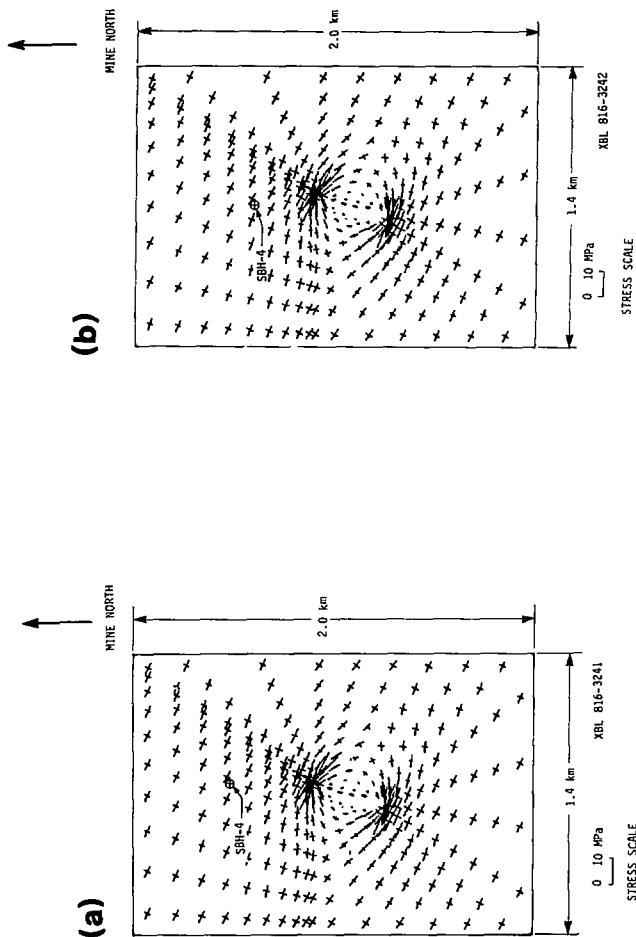 (a)
MINE NORTH
SBH-4
2.0 km
1.4 km
0 10 MPa
STRESS SCALE
XBL 816-3241
(b)
MINE NORTH
SBH-4
2.0 km
1.4 km
0 10 MPa
STRESS SCALE
XBL 816-3242